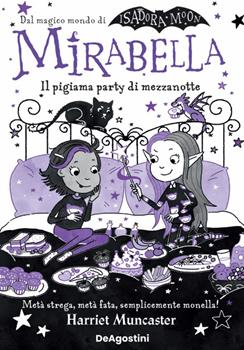 Dal magico mondo di
ISADORA MOON
MIRABELLA
Il pigiama party di mezzanotte
Metà strega, metà fata, semplicemente monella!
Harriet Muncaster
DeAgostini